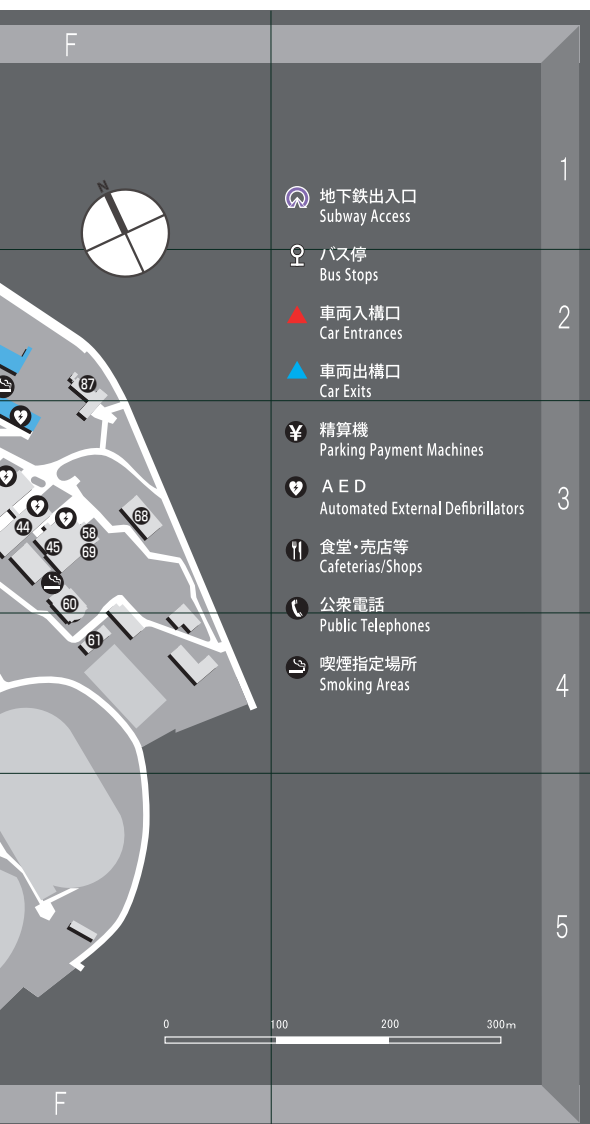 F
N
1
地下鉄出入口
Subway Access
バス停
Bus Stops
2
車両入構口
Car Entrances
車両出構口
Car Exits
87
精算機
Parking Payment Machines
3
ＡＥＤ
Automated External Defibrillators
68
44
58
45
69
食堂・売店等
Cafeterias/Shops
60
公衆電話
Public Telephones
61
喫煙指定場所
Smoking Areas
4
5
0 100 200 300m
F